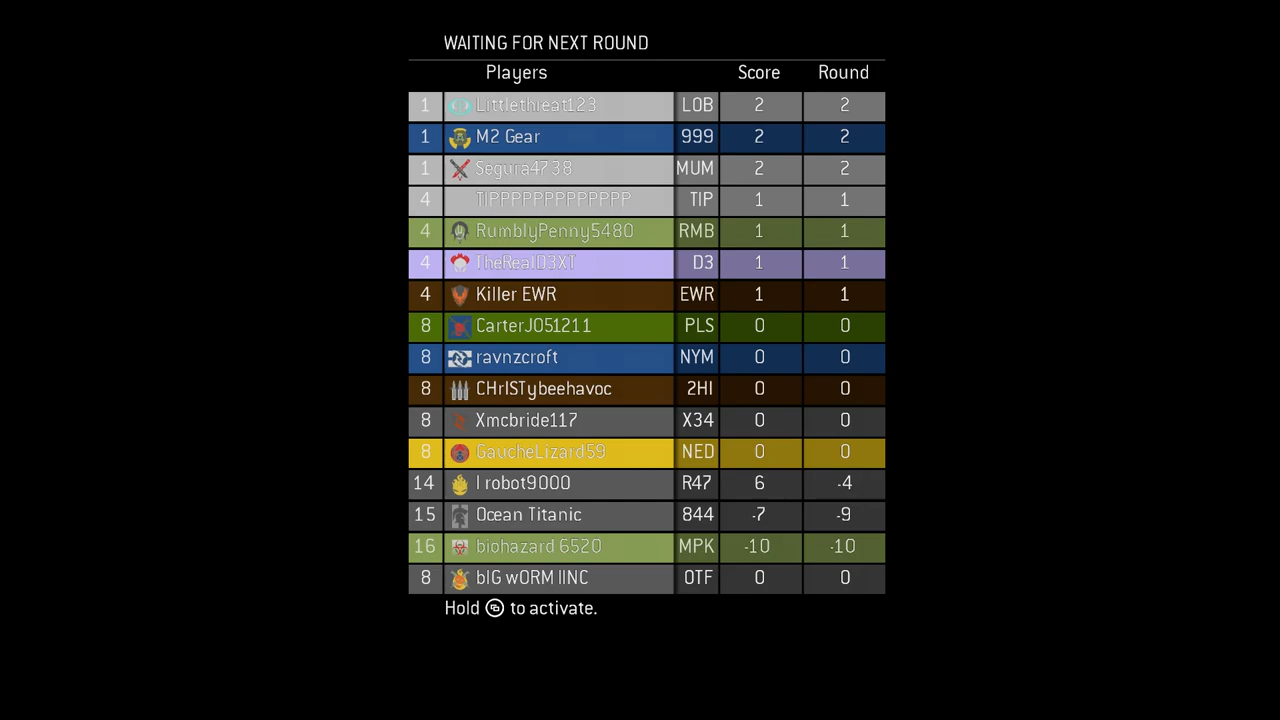 WAITING FOR NEXT ROUND
Players Score Round
1 Littlethreat123 LOB 2 2
1 M2 Gear 999 2 2
1 Segura4738 MUM 2 2
4 TIPPPPPPPPPPPPP TIP 1 1
4 RumblyPenny5480 RMB 1 1
4 TheRealD3XT D3 1 1
4 Killer EWR EWR 1 1
8 CarterJ051211 PLS 0 0
8 ravnzcroft NYM 0 0
8 CHrISTybeehavoc 2HI 0 0
8 Xmcbride117 X34 0 0
8 GaucheLizard59 NED 0 0
14 I robot9000 R47 6 -4
15 Ocean Titanic 844 -7 -9
16 biohazard 6520 MPK -10 -10
8 bIG wORM IINC OTF 0 0
Hold to activate.